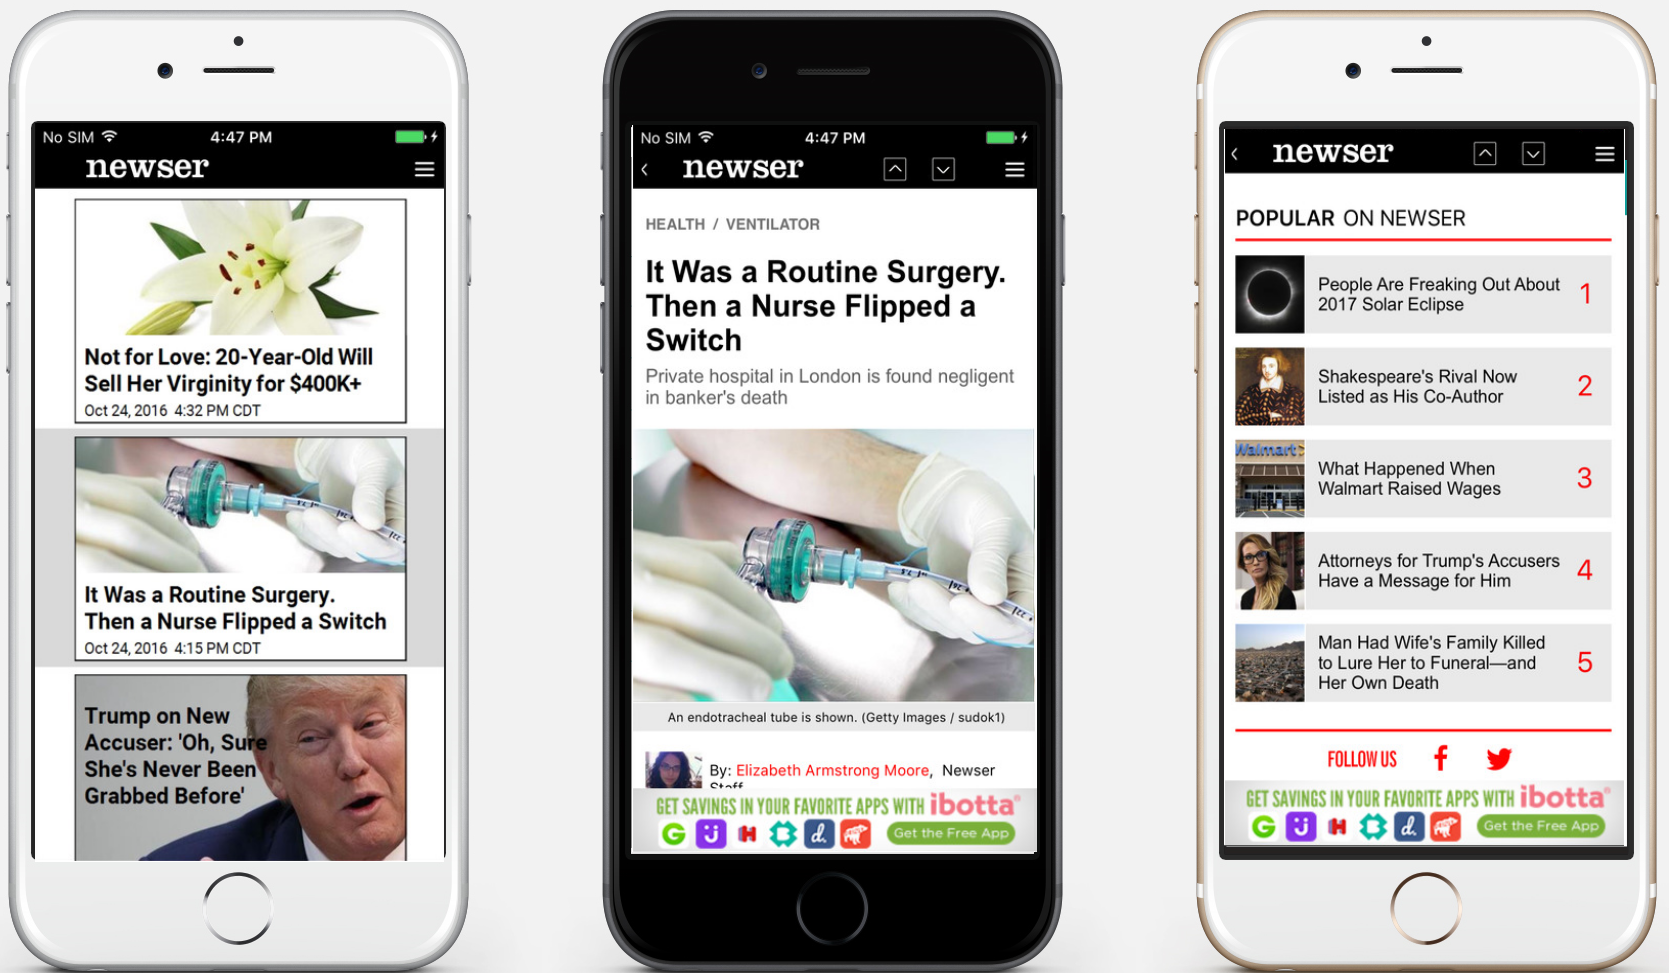 No SIM 4:47 PM
newser
Not for Love: 20-Year-Old Will
Sell Her Virginity for $400K+
Oct 24, 2016 4:32 PM CDT
It Was a Routine Surgery.
Then a Nurse Flipped a Switch
Oct 24, 2016 4:15 PM CDT
Trump on New
Accuser: 'Oh, Sure
She's Never Been
Grabbed Before'
No SIM 4:47 PM
newser
HEALTH / VENTILATOR
It Was a Routine Surgery.
Then a Nurse Flipped a
Switch
Private hospital in London is found negligent
in banker's death
An endotracheal tube is shown. (Getty Images / sudok1)
By: Elizabeth Armstrong Moore, Newser
Staff
GET SAVINGS IN YOUR FAVORITE APPS WITH ibotta
Get the Free App
newser
POPULAR ON NEWSER
People Are Freaking Out About
2017 Solar Eclipse
1
Shakespeare's Rival Now
Listed as His Co-Author
2
Walmart
What Happened When
Walmart Raised Wages
3
Attorneys for Trump's Accusers
Have a Message for Him
4
Man Had Wife's Family Killed
to Lure Her to Funeral—and
Her Own Death
5
FOLLOW US
GET SAVINGS IN YOUR FAVORITE APPS WITH ibotta
Get the Free App